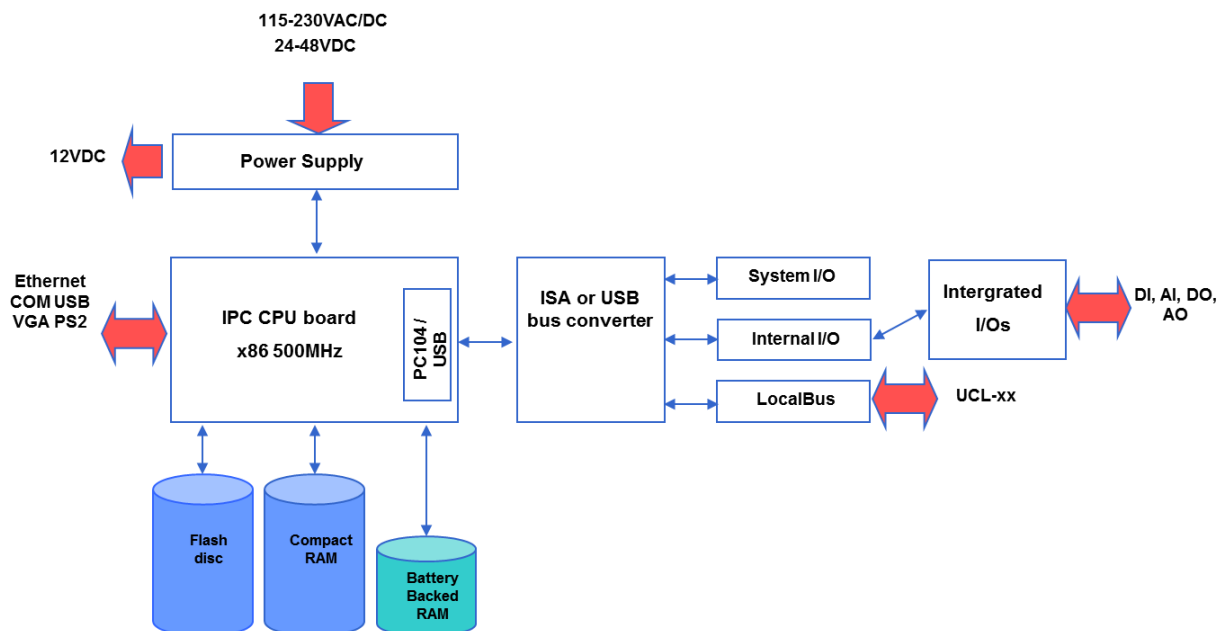 115-230VAC/DC
24-48VDC
12VDC
Power Supply
Ethernet
COM USB
VGA PS2
IPC CPU board
x86 500MHz
PC104 /
USB
ISA or USB
bus converter
System I/O
Internal I/O
LocalBus
Intergrated
I/Os
DI, AI, DO,
AO
UCL-xx
Flash
disc
Compact
RAM
Battery
Backed
RAM